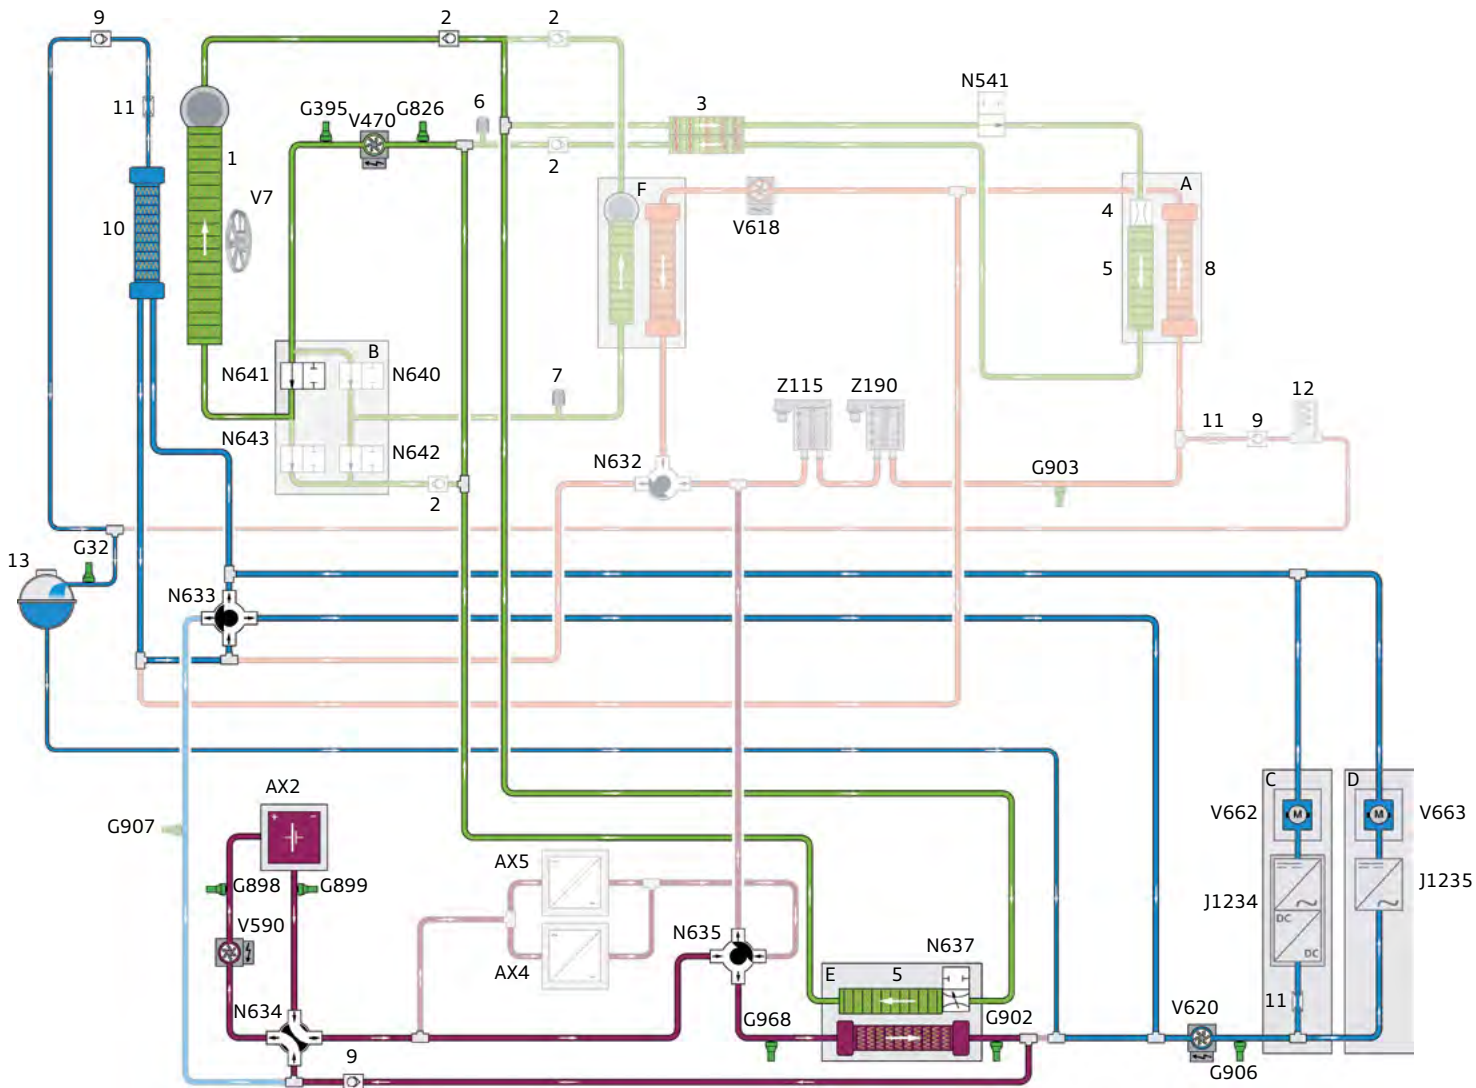 9
2
2
11
G395
V470
G826
6
3
N541
1
V7
2
F
A
10
V618
4
5
8
B
N641
N640
7
Z115
Z190
12
N643
N642
11
9
N632
G903
2
13
G32
N633
AX2
C
D
G907
V662
M
M
V663
+ -
AX5
G898
G899
J1234
J1235
DC
DC
V590
N635
N637
AX4
E
5
11
N634
G968
G902
V620
9
G906